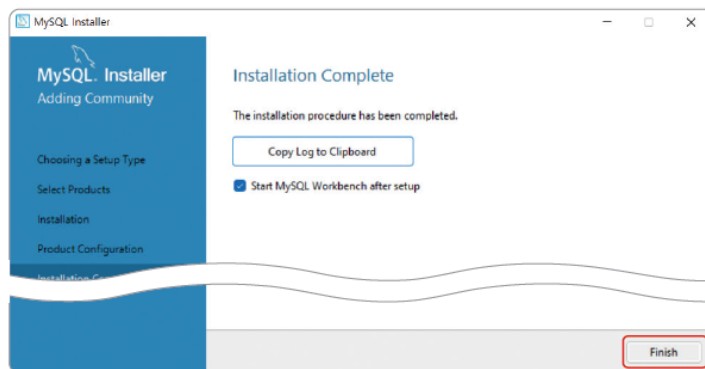 MySQL Installer
MySQL. Installer
Adding Community
Choosing a Setup Type
Select Products
Installation
Product Configuration
Installation
Installation Complete
The installation procedure has been completed.
Copy Log to Clipboard
Start MySQL Workbench after setup
Finish